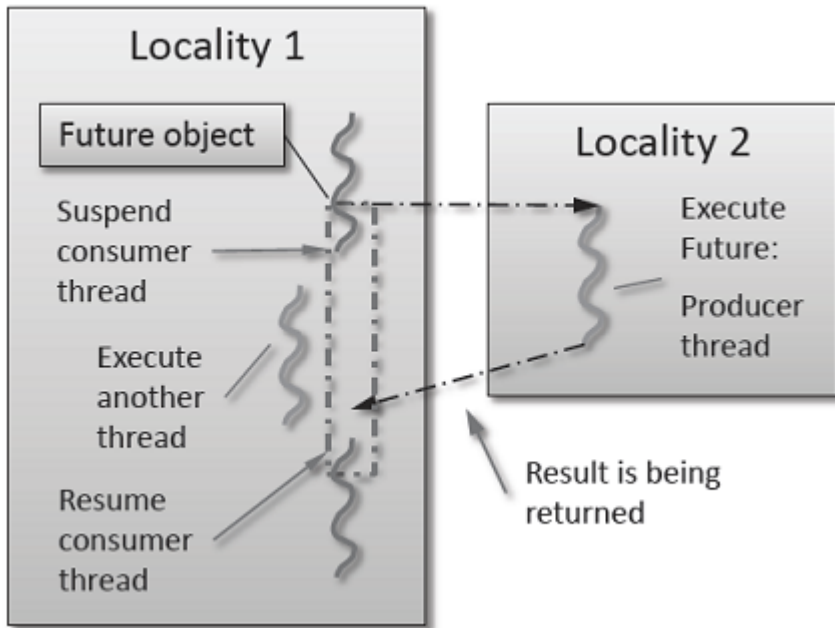 Locality 1
Future object
Suspend
consumer
thread
Execute
another
thread
Resume
consumer
thread
Locality 2
Execute
Future:
Producer
thread
Result is being
returned